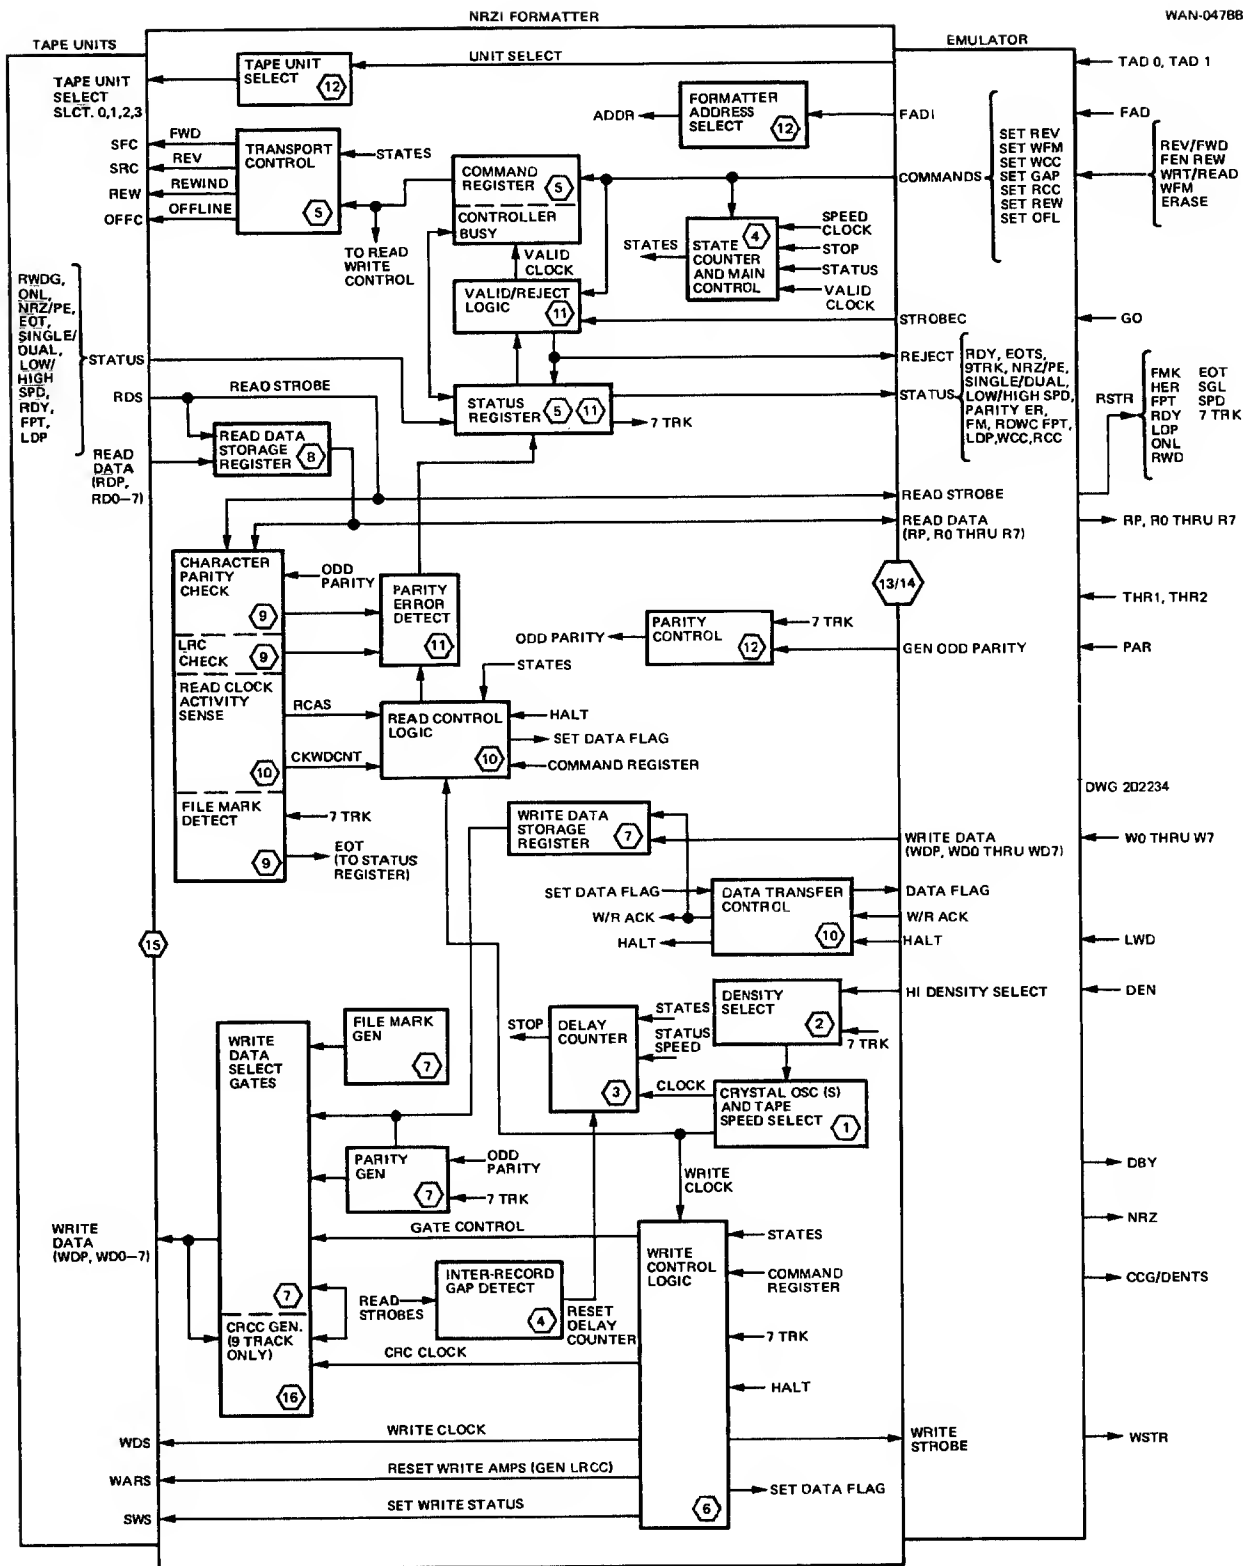 NRZI FORMATTER
WAN-0478B
TAPE UNITS
EMULATOR
TAPE UNIT
SELECT
SLCT. 0,1,2,3
TAPE UNIT
SELECT
12
UNIT SELECT
TAD 0, TAD 1
ADDR
FORMATTER
ADDRESS
SELECT
12
FADI
FAD
SFC
FWD
SRC
REV
REW
REWIND
OFFC
OFFLINE
TRANSPORT
CONTROL
5
STATES
TO READ
WRITE
CONTROL
COMMAND
REGISTER
5
CONTROLLER
BUSY
VALID
CLOCK
COMMANDS
SET REV
SET WFM
SET WCC
SET GAP
SET RCC
SET REW
SET OFL
REV/FWD
FEN REW
WRT/READ
WFM
ERASE
STATES
4
STATE
COUNTER
AND MAIN
CONTROL
SPEED
CLOCK
STOP
STATUS
VALID
CLOCK
VALID/REJECT
LOGIC
11
STROBEC
GO
RWDG,
ONL,
NRZ/PE,
EOT,
SINGLE/
DUAL,
LOW/
HIGH
SPD,
RDY,
FPT,
LDP
STATUS
REJECT
STATUS
REGISTER
5
11
7 TRK
STATUS
RDY, EOTS,
9TRK, NRZ/PE,
SINGLE/DUAL,
LOW/HIGH SPD,
PARITY ER,
FM, RDWC FPT,
LDP,WCC,RCC
RSTR
FMK EOT
HER SGL
FPT SPD
RDY 7 TRK
LDP
ONL
RWD
RDS
READ STROBE
READ DATA
STORAGE
REGISTER
8
READ
DATA
(RDP,
RD0–7)
READ STROBE
READ DATA
(RP, R0 THRU R7)
RP, R0 THRU R7
CHARACTER
PARITY
CHECK
9
ODD
PARITY
LRC
CHECK
9
READ CLOCK
ACTIVITY
SENSE
10
RCAS
CKWDCNT
FILE MARK
DETECT
9
7 TRK
EOT
(TO STATUS
REGISTER)
PARITY
ERROR
DETECT
11
13/14
THR1, THR2
ODD PARITY
PARITY
CONTROL
12
7 TRK
GEN ODD PARITY
PAR
STATES
READ CONTROL
LOGIC
10
HALT
SET DATA FLAG
COMMAND REGISTER
DWG 2D2234
WRITE DATA
STORAGE
REGISTER
7
WRITE DATA
(WDP, WD0 THRU WD7)
W0 THRU W7
SET DATA FLAG
W/R ACK
HALT
DATA TRANSFER
CONTROL
10
DATA FLAG
W/R ACK
HALT
LWD
15
DENSITY
SELECT
2
HI DENSITY SELECT
7 TRK
DEN
STOP
DELAY
COUNTER
3
STATES
STATUS
SPEED
CLOCK
CRYSTAL OSC (S)
AND TAPE
SPEED SELECT
1
FILE MARK
GEN
7
WRITE
DATA
SELECT
GATES
7
PARITY
GEN
7
ODD
PARITY
7 TRK
WRITE
CLOCK
DBY
NRZ
CCG/DENTS
WRITE
DATA
(WDP, WD0–7)
GATE CONTROL
CRCC GEN.
(9 TRACK
ONLY)
16
READ
STROBES
INTER-RECORD
GAP DETECT
4
RESET
DELAY
COUNTER
CRC CLOCK
WRITE
CONTROL
LOGIC
6
STATES
COMMAND
REGISTER
7 TRK
HALT
WDS
WRITE CLOCK
WRITE
STROBE
WSTR
WARS
RESET WRITE AMPS (GEN LRCC)
SET DATA FLAG
SWS
SET WRITE STATUS